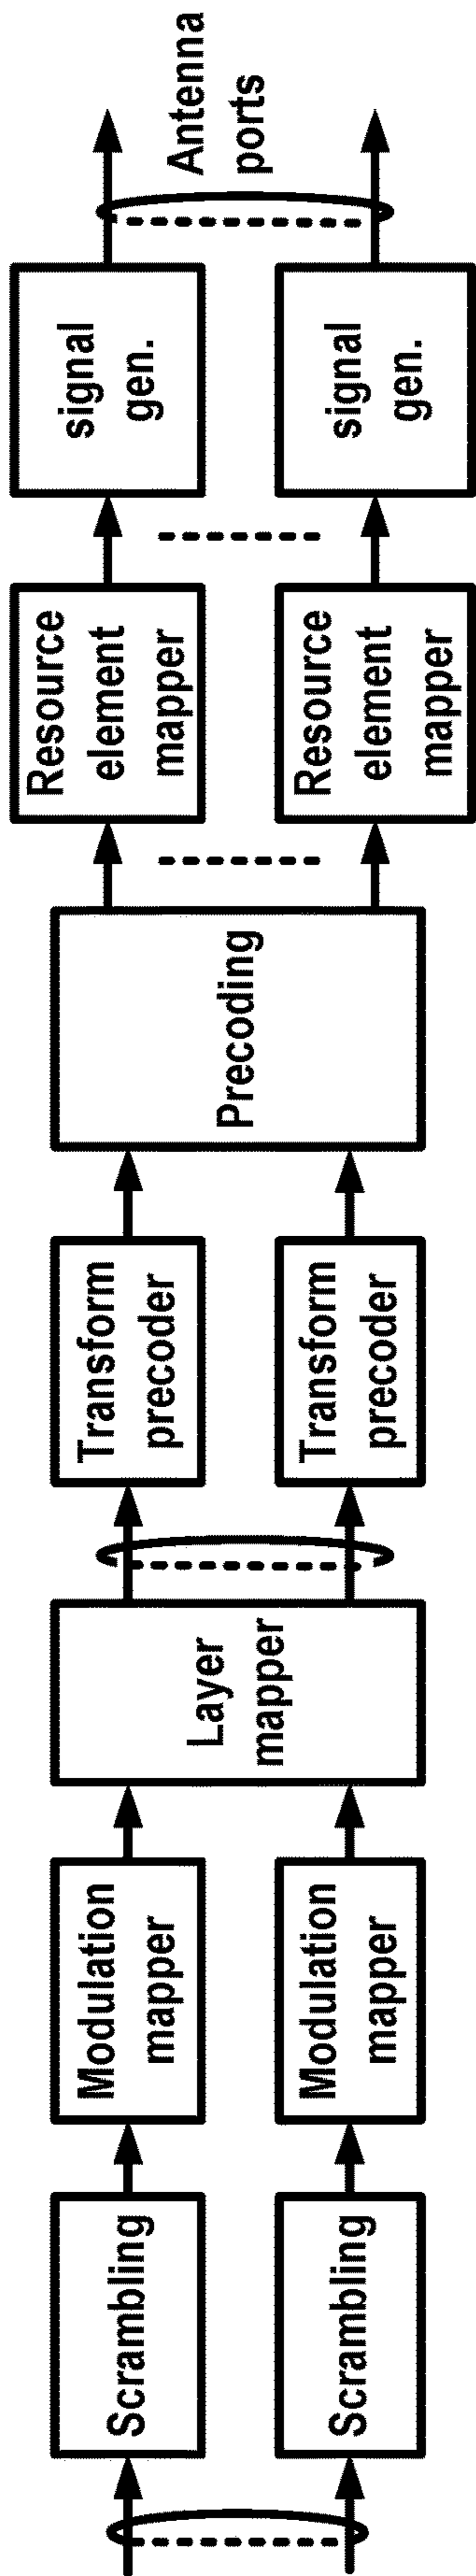 Scrambling
Scrambling
Modulation
mapper
Modulation
mapper
Layer
mapper
Transform
precoder
Transform
precoder
Precoding
Resource
element
mapper
Resource
element
mapper
signal
gen.
signal
gen.
Antenna
ports